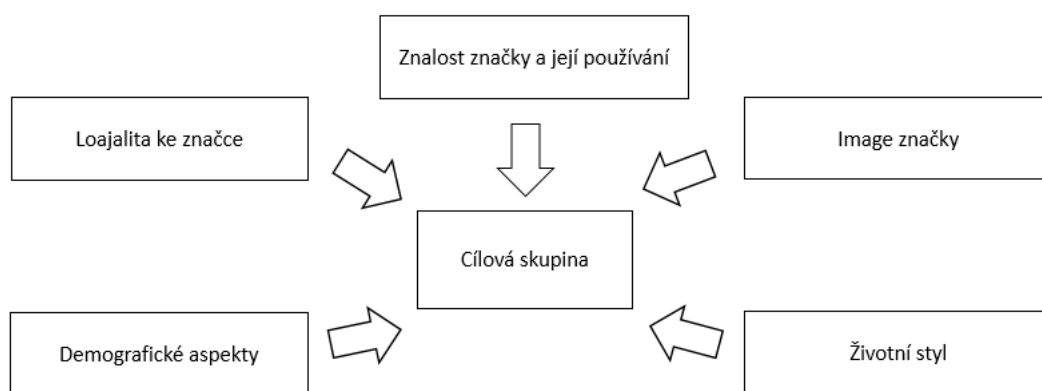 Znalost značky a její používání
Loajalita ke značce
Image značky
Cílová skupina
Demografické aspekty
Životní styl